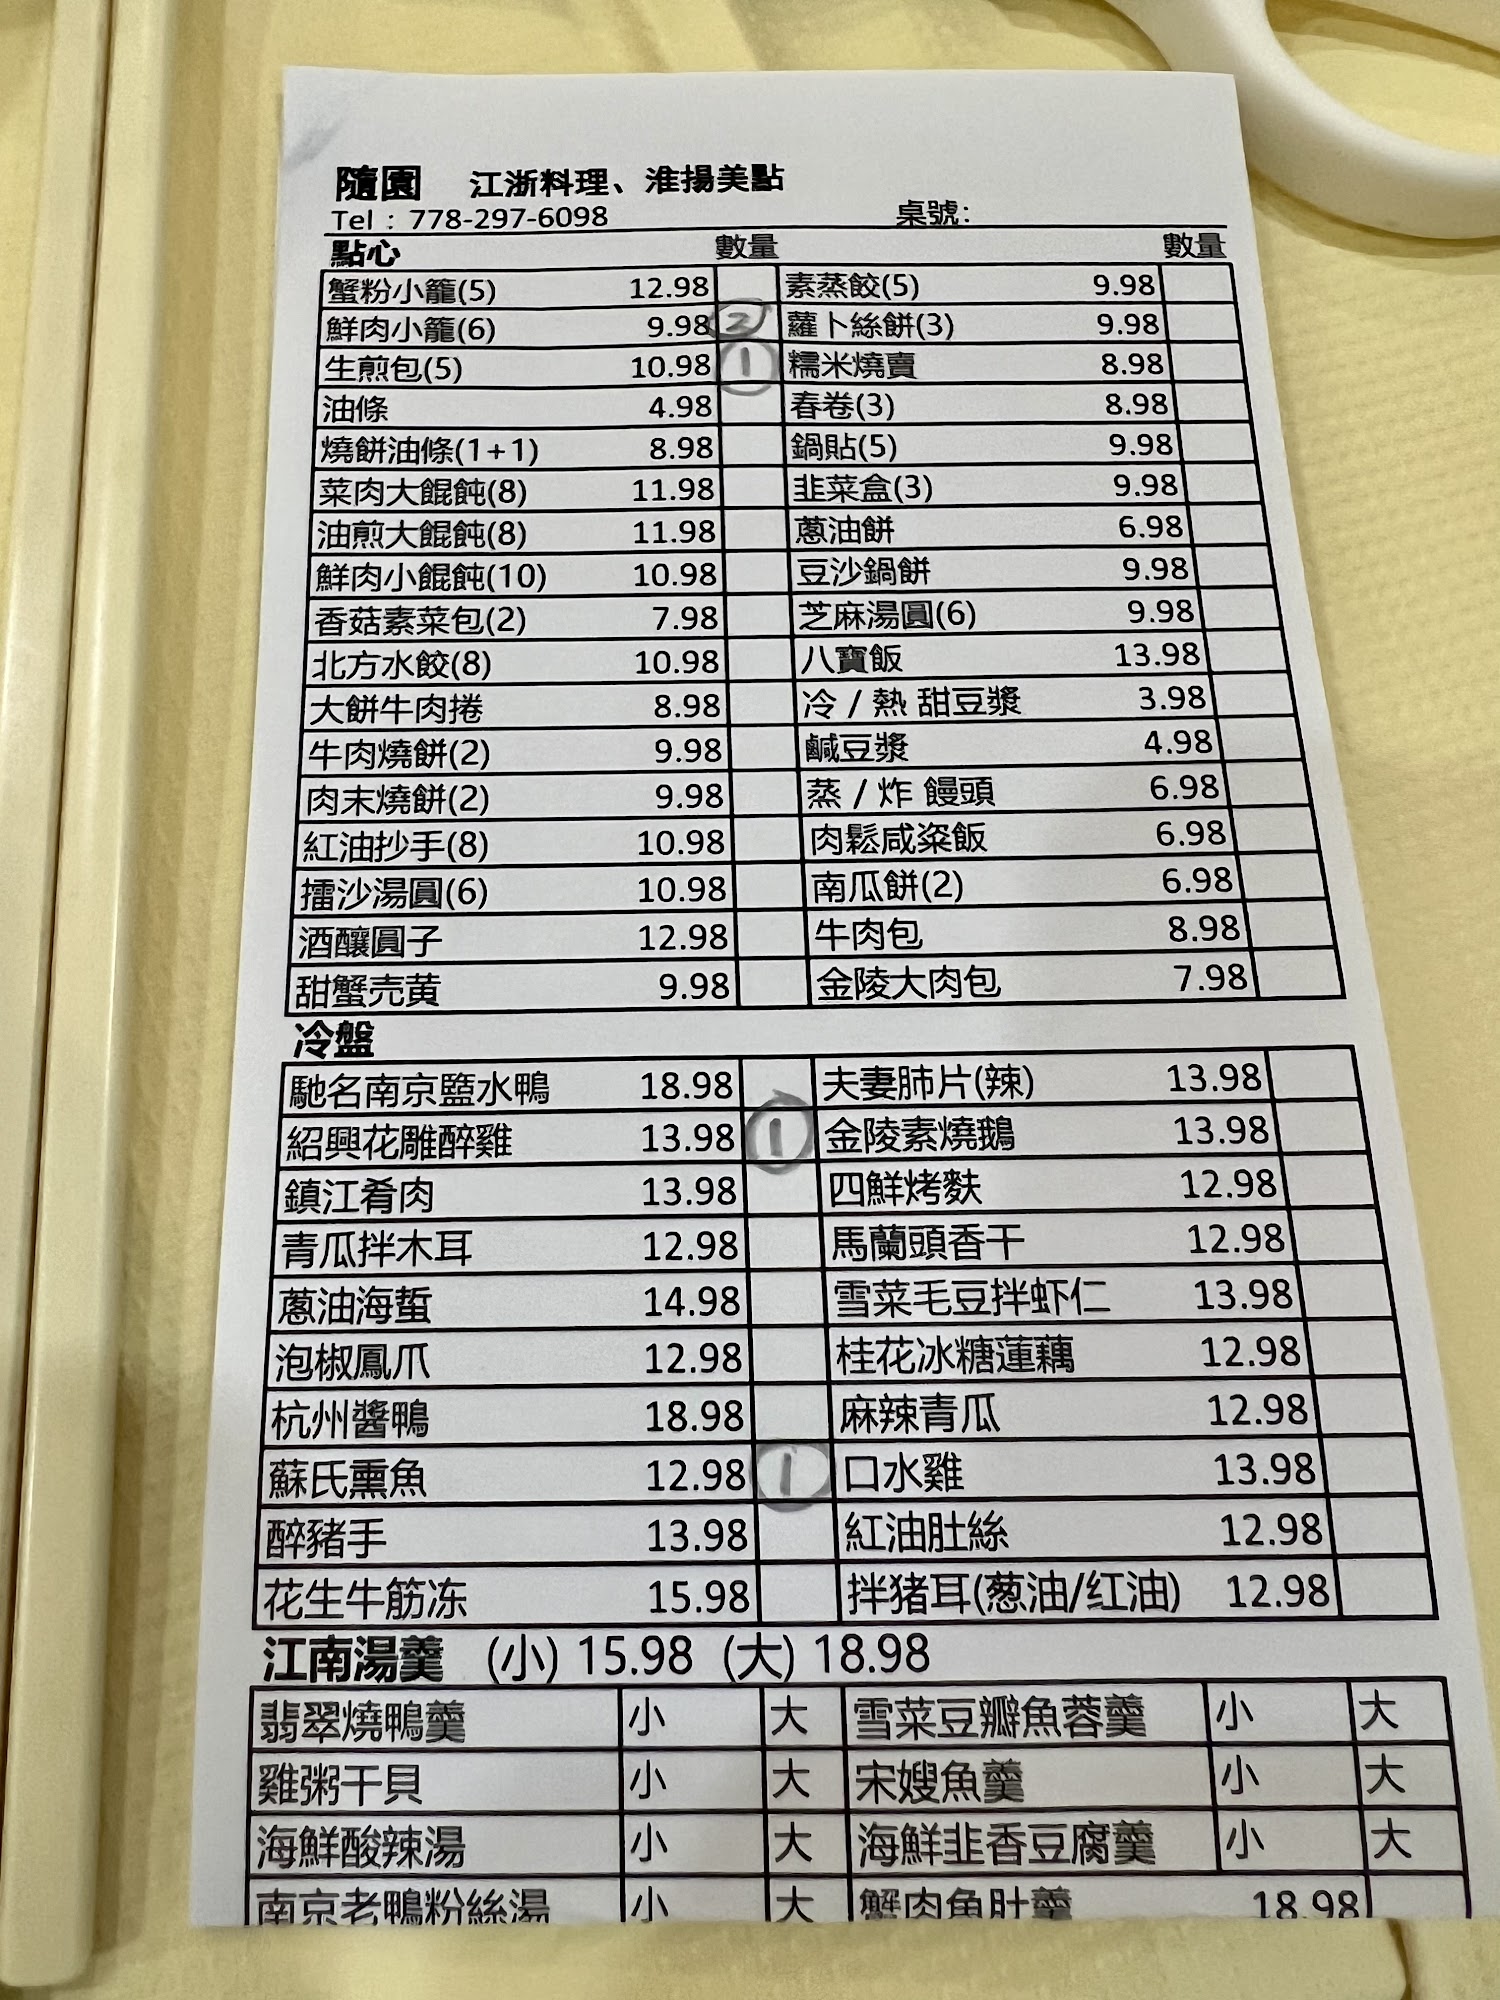 隨園 江浙料理、淮揚美點
Tel : 778-297-6098 桌號:
點心 數量 數量
蟹粉小籠(5) 12.98 素蒸餃(5) 9.98
鮮肉小籠(6) 9.98 2 蘿卜絲餅(3) 9.98
生煎包(5) 10.98 1 糯米燒賣 8.98
油條 4.98 春卷(3) 8.98
燒餅油條(1+1) 8.98 鍋貼(5) 9.98
菜肉大餛飩(8) 11.98 韭菜盒(3) 9.98
油煎大餛飩(8) 11.98 蔥油餅 6.98
鮮肉小餛飩(10) 10.98 豆沙鍋餅 9.98
香菇素菜包(2) 7.98 芝麻湯圓(6) 9.98
北方水餃(8) 10.98 八寶飯 13.98
大餅牛肉捲 8.98 冷 / 熱 甜豆漿 3.98
牛肉燒餅(2) 9.98 鹹豆漿 4.98
肉末燒餅(2) 9.98 蒸 / 炸 饅頭 6.98
紅油抄手(8) 10.98 肉鬆咸粢飯 6.98
擂沙湯圓(6) 10.98 南瓜餅(2) 6.98
酒釀圓子 12.98 牛肉包 8.98
甜蟹壳黄 9.98 金陵大肉包 7.98
冷盤
馳名南京鹽水鴨 18.98 夫妻肺片(辣) 13.98
紹興花雕醉雞 13.98 1 金陵素燒鵝 13.98
鎮江肴肉 13.98 四鮮烤麩 12.98
青瓜拌木耳 12.98 馬蘭頭香干 12.98
蔥油海蜇 14.98 雪菜毛豆拌虾仁 13.98
泡椒鳳爪 12.98 桂花冰糖蓮藕 12.98
杭州醬鴨 18.98 麻辣青瓜 12.98
蘇氏熏魚 12.98 1 口水雞 13.98
醉豬手 13.98 紅油肚絲 12.98
花生牛筋冻 15.98 拌猪耳(葱油/红油) 12.98
江南湯羹 (小) 15.98 (大) 18.98
翡翠燒鴨羹 小 大 雪菜豆瓣魚蓉羹 小 大
雞粥干貝 小 大 宋嫂魚羹 小 大
海鮮酸辣湯 小 大 海鮮韭香豆腐羹 小 大
南京老鴨粉絲湯 小 大 蟹肉魚肚羹 18.98